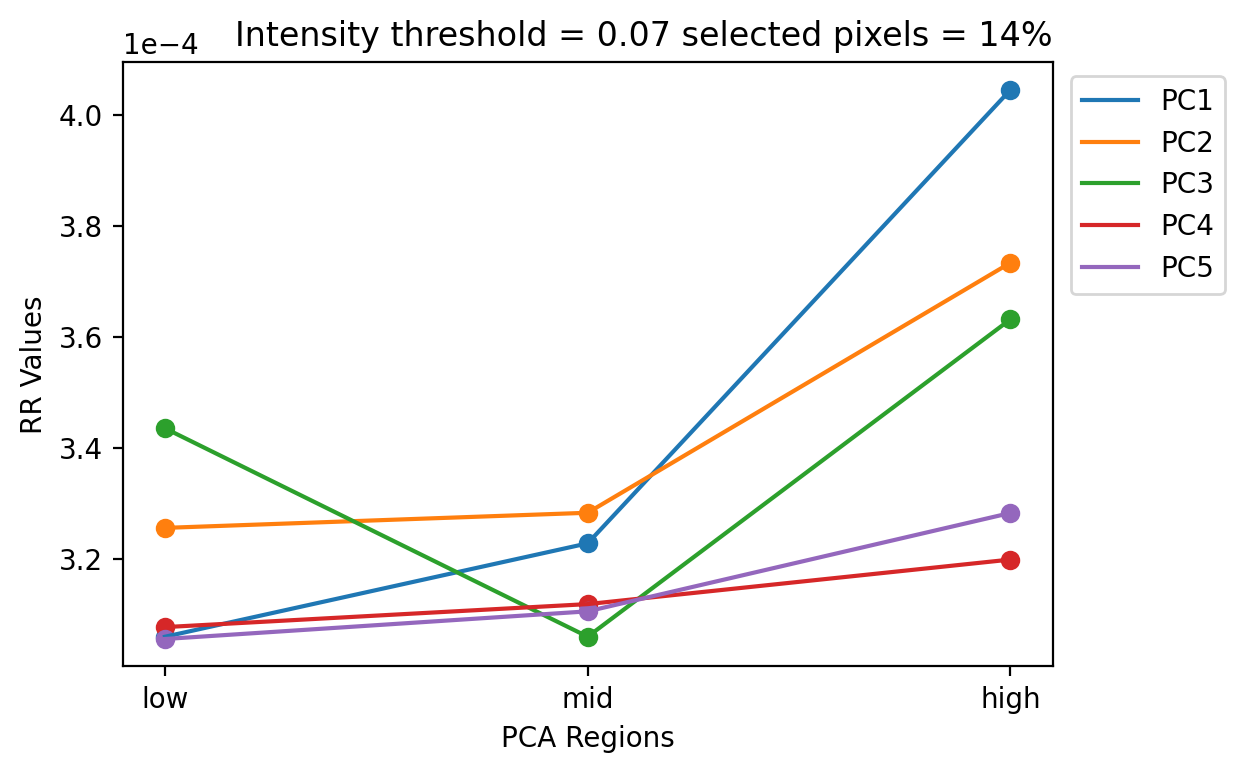 Intensity threshold = 0.07 selected pixels = 14%
1e−4
4.0
3.8
3.6
3.4
3.2
RR Values
low
mid
high
PCA Regions
PC1
PC2
PC3
PC4
PC5